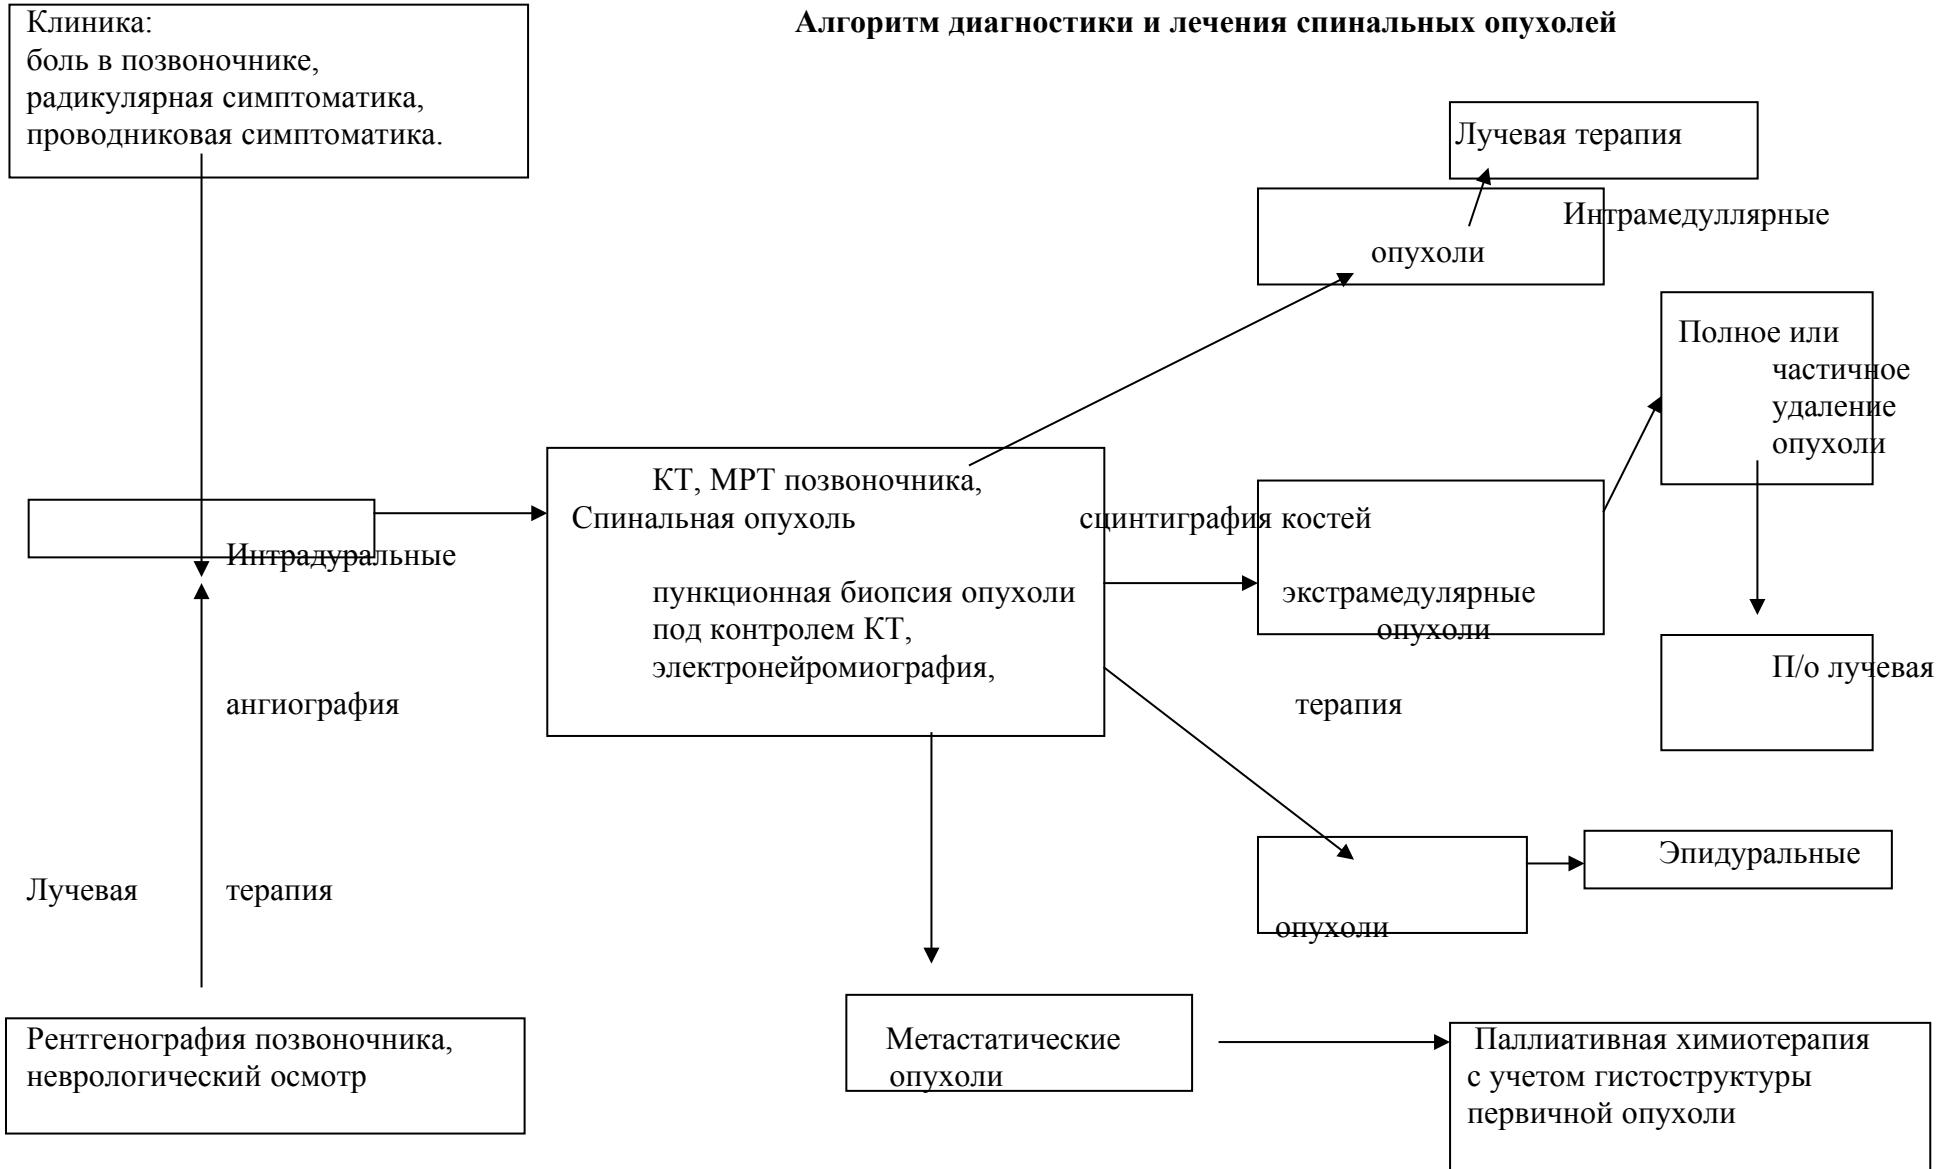 Алгоритм диагностики и лечения спинальных опухолей
Клиника:
боль в позвоночнике,
радикулярная симптоматика,
проводниковая симптоматика.
Лучевая терапия
Интрамедуллярные
опухоли
Полное или
частичное
удаление
опухоли
КТ, МРТ позвоночника,
Спинальная опухоль сцинтиграфия костей
Интрадуральные
пункционная биопсия опухоли экстрамедулярные
под контролем КТ, опухоли
электронейромиография, П/о лучевая
ангиография терапия
Эпидуральные
Лучевая терапия
опухоли
Рентгенография позвоночника,
неврологический осмотр
Метастатические
опухоли
Паллиативная химиотерапия
с учетом гистоструктуры
первичной опухоли